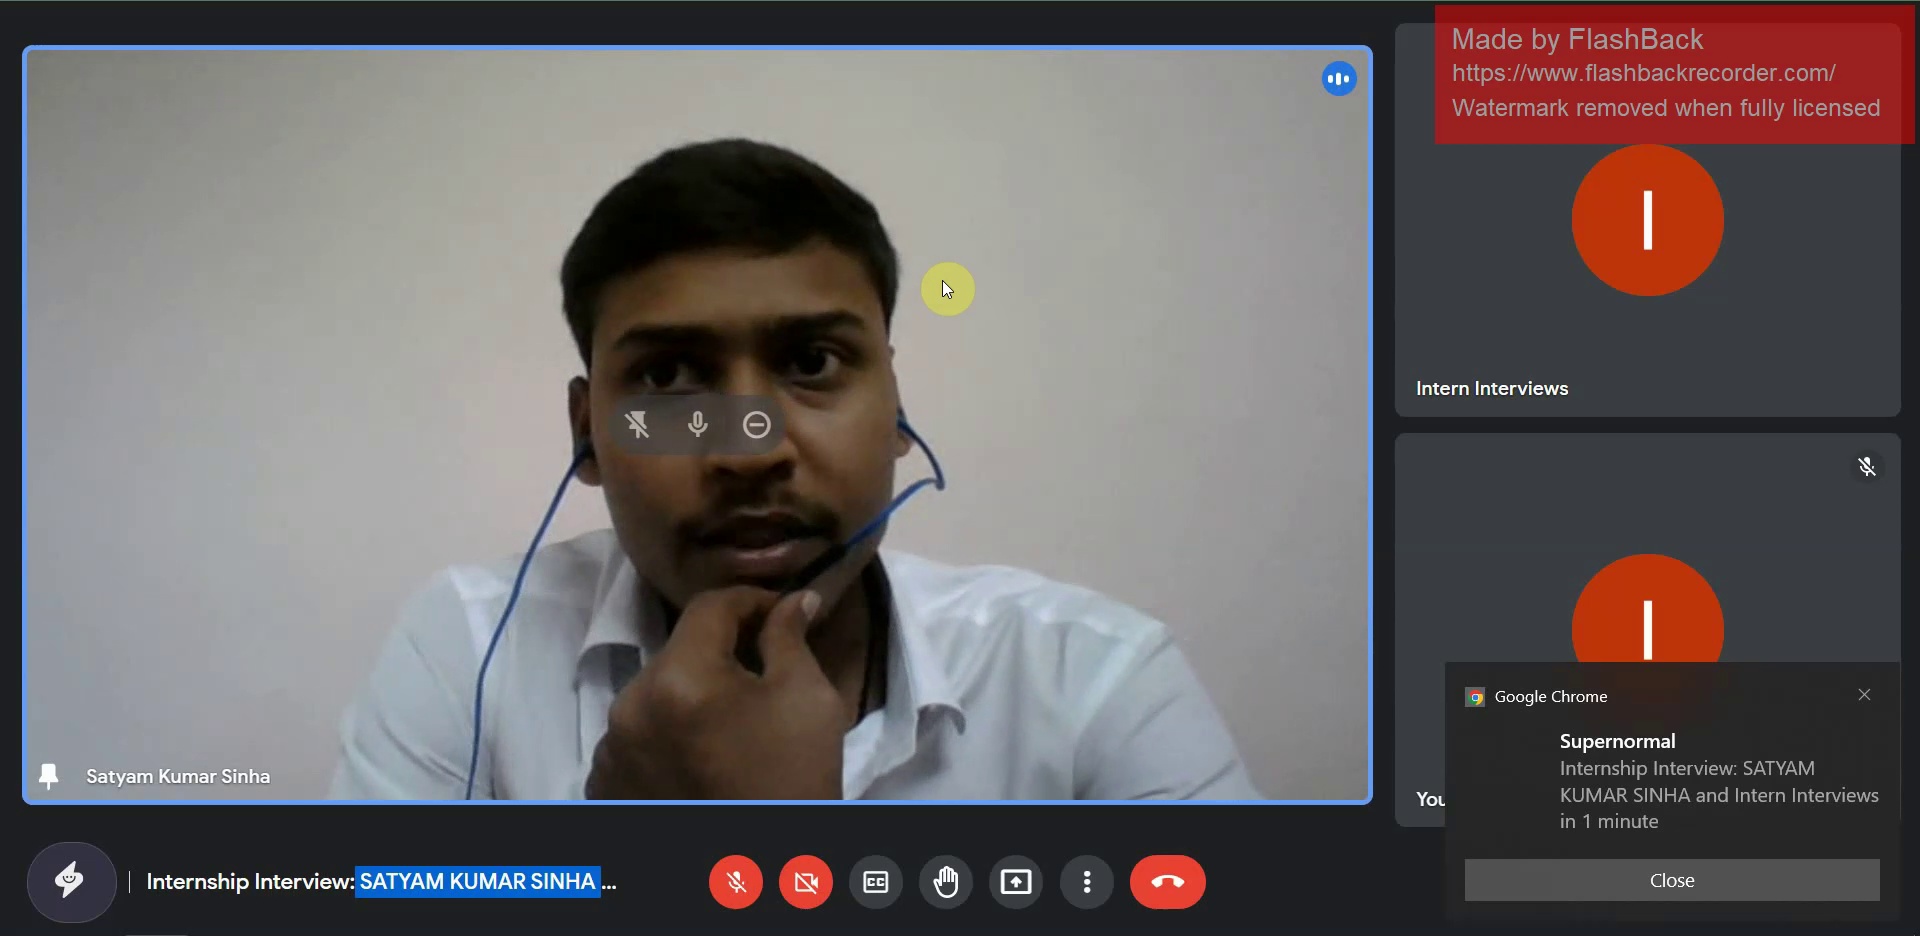 Made by FlashBack
https://www.flashbackrecorder.com/
Watermark removed when fully licensed
Intern Interviews
Satyam Kumar Sinha
You
Google Chrome
Supernormal
Internship Interview: SATYAM
KUMAR SINHA and Intern Interviews
in 1 minute
Close
Internship Interview: SATYAM KUMAR SINHA ...